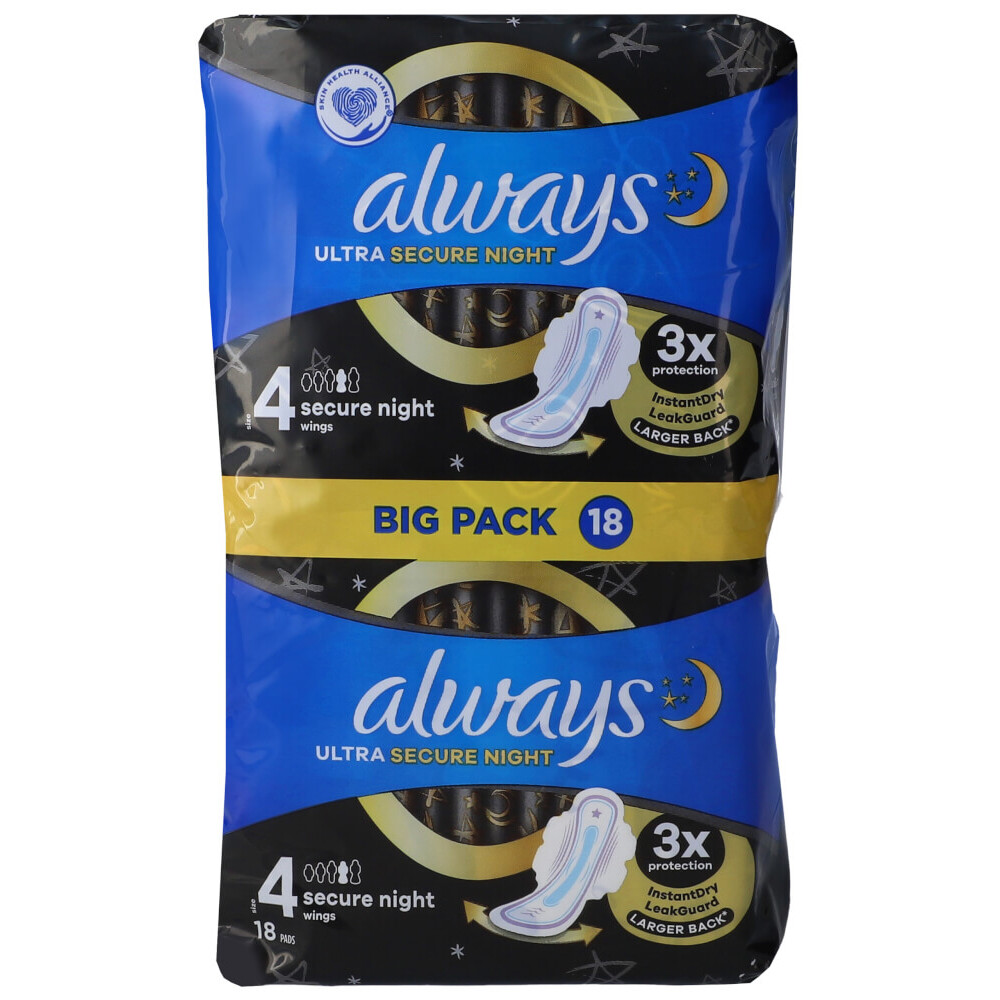 SKIN HEALTH ALLIANCE®
always
ULTRA SECURE NIGHT
3x
protection
InstantDry
LeakGuard
LARGER BACK*
size 4
secure night
wings
BIG PACK 18
always
ULTRA SECURE NIGHT
3x
protection
InstantDry
LeakGuard
LARGER BACK*
size 4
secure night
wings
18 PADS